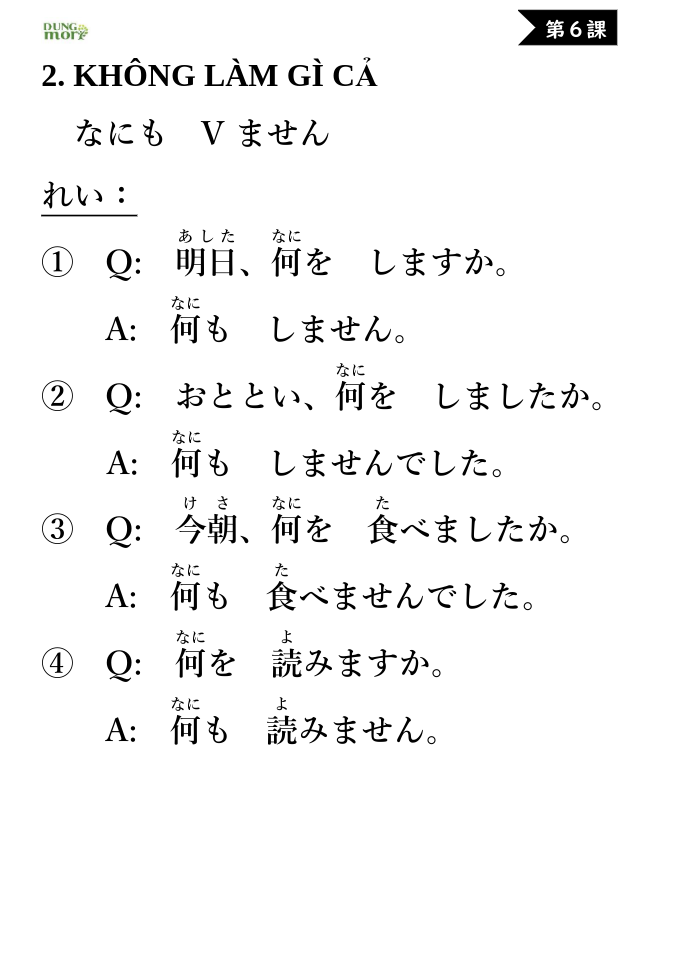 DUNG
mori
第６課
2. KHÔNG LÀM GÌ CẢ
なにも　V ません
れい：
① Q:　明日、何を　しますか。
あした なに
A:　何も　しません。
なに
② Q:　おととい、何を　しましたか。
なに
A:　何も　しませんでした。
なに
③ Q:　今朝、何を　食べましたか。
けさ なに た
A:　何も　食べませんでした。
なに た
④ Q:　何を　読みますか。
なに よ
A:　何も　読みません。
なに よ